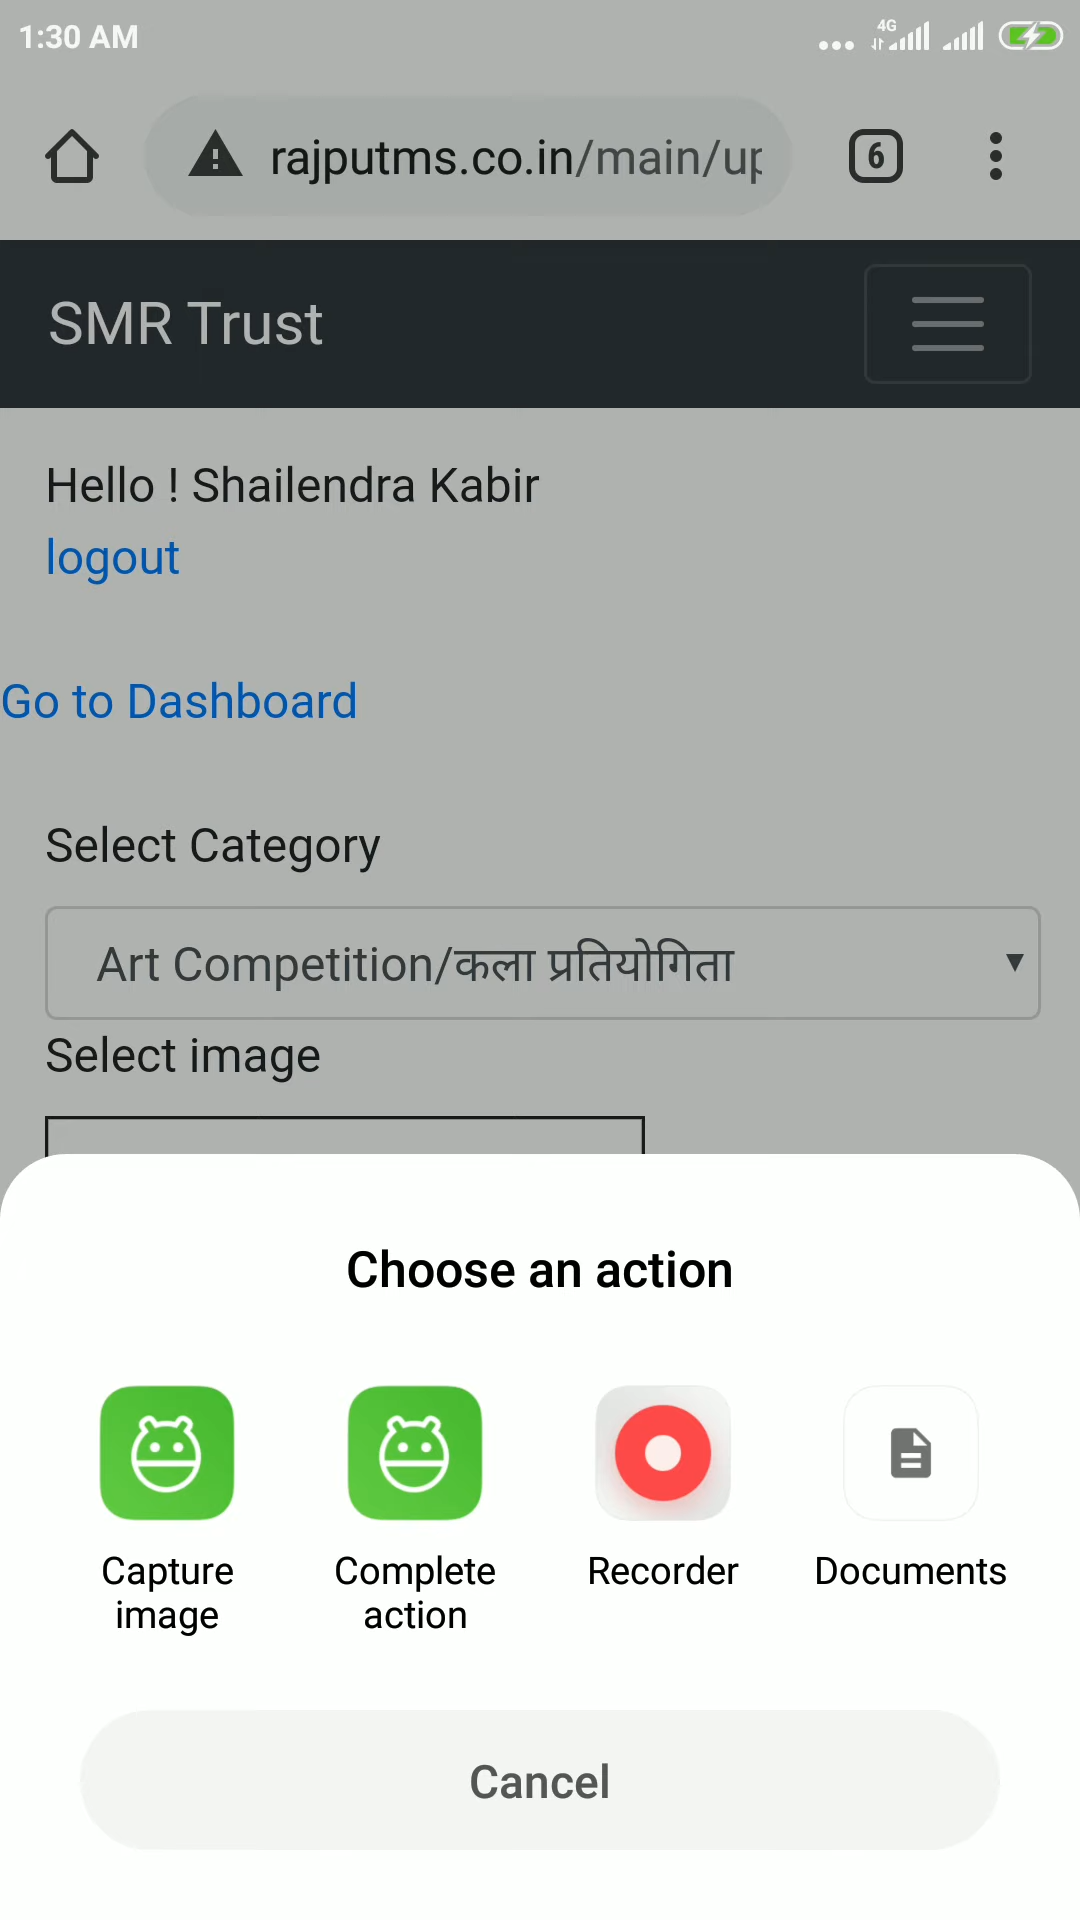 1:30 AM
4G
rajputms.co.in/main/up
6
SMR Trust
Hello ! Shailendra Kabir
logout
Go to Dashboard
Select Category
Art Competition/कला प्रतियोगिता
Select image
Choose an action
Capture image
Complete action
Recorder
Documents
Cancel